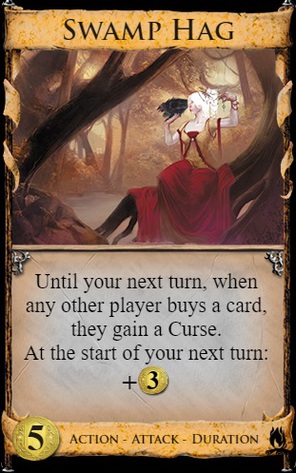 SWAMP HAG
Until your next turn, when
any other player buys a card,
they gain a Curse.
At the start of your next turn:
+3
5 ACTION - ATTACK - DURATION